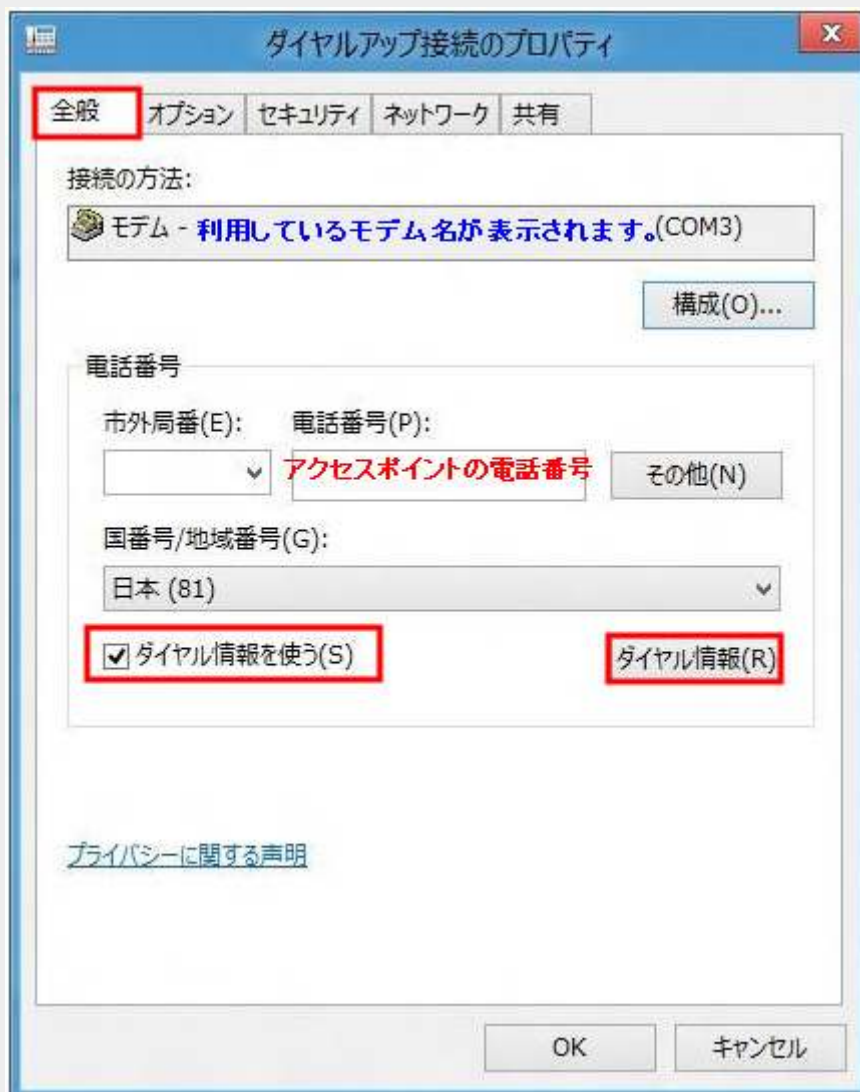 ダイヤルアップ接続のプロパティ
全般 オプション セキュリティ ネットワーク 共有
接続の方法:
モデム - 利用しているモデム名が表示されます。(COM3)
構成(O)...
電話番号
市外局番(E): 電話番号(P):
アクセスポイントの電話番号 その他(N)
国番号/地域番号(G):
日本 (81)
ダイヤル情報を使う(S) ダイヤル情報(R)
プライバシーに関する声明
OK キャンセル